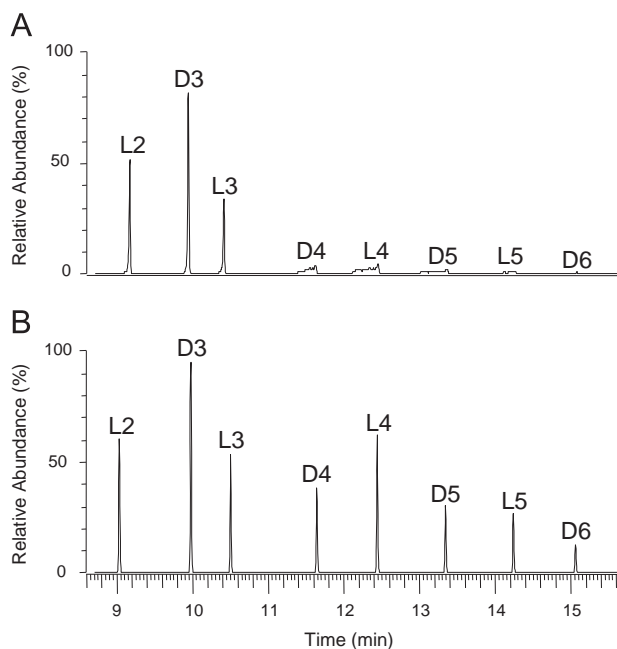 A
Relative Abundance (%)
100
50
0
L2
D3
L3
D4
L4
D5
L5
D6
B
Relative Abundance (%)
100
50
0
L2
D3
L3
D4
L4
D5
L5
D6
9 10 11 12 13 14 15
Time (min)